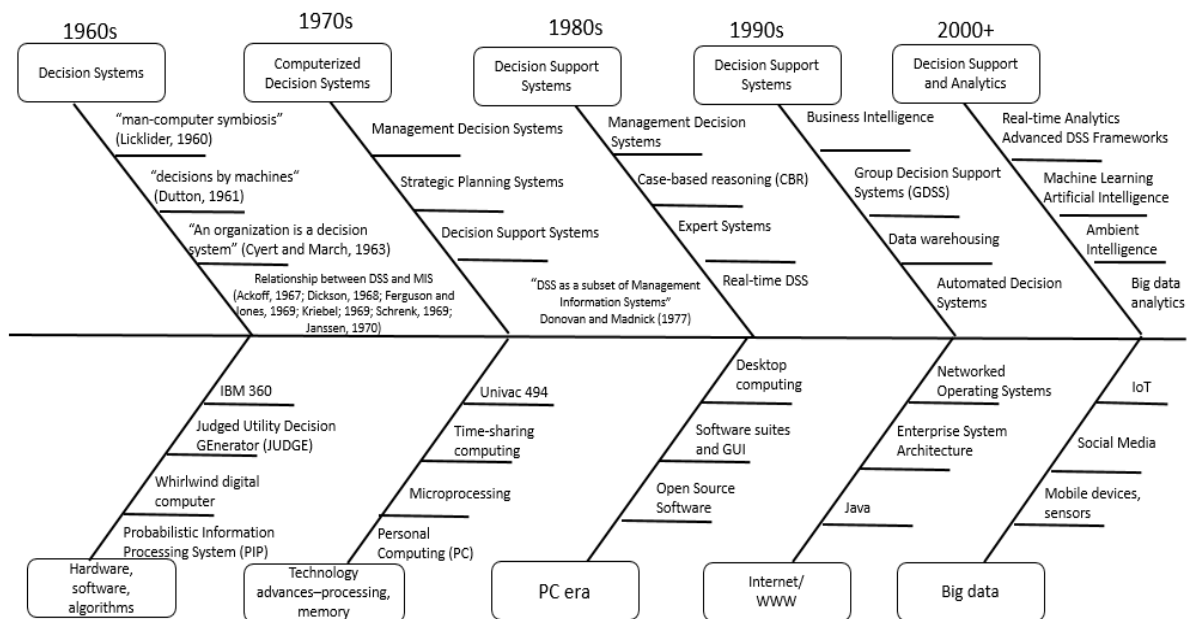 1960s
Decision Systems
"man-computer symbiosis"
(Licklider, 1960)
"decisions by machines"
(Dutton, 1961)
"An organization is a decision
system" (Cyert and March, 1963)
Relationship between DSS and MIS
(Ackoff, 1967; Dickson, 1968; Ferguson and
Jones, 1969; Kriebel; 1969; Schrenk, 1969;
Janssen, 1970)
1970s
Computerized
Decision Systems
Management Decision Systems
Strategic Planning Systems
Decision Support Systems
"DSS as a subset of Management
Information Systems"
Donovan and Madnick (1977)
1980s
Decision Support
Systems
Management Decision
Systems
Case-based reasoning (CBR)
Expert Systems
Real-time DSS
1990s
Decision Support
Systems
Business Intelligence
Group Decision Support
Systems (GDSS)
Data warehousing
Automated Decision
Systems
2000+
Decision Support
and Analytics
Real-time Analytics
Advanced DSS Frameworks
Machine Learning
Artificial Intelligence
Ambient
Intelligence
Big data
analytics
IBM 360
Judged Utility Decision
GEnerator (JUDGE)
Whirlwind digital
computer
Probabilistic Information
Processing System (PIP)
Hardware,
software,
algorithms
Univac 494
Time-sharing
computing
Microprocessing
Personal
Computing (PC)
Technology
advances–processing,
memory
Desktop
computing
Software suites
and GUI
Open Source
Software
PC era
Networked
Operating Systems
Enterprise System
Architecture
Java
Internet/
WWW
IoT
Social Media
Mobile devices,
sensors
Big data